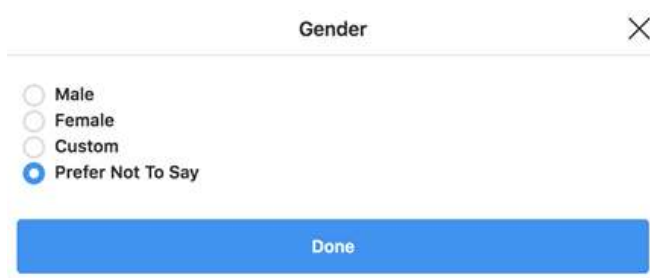 Gender
Male
Female
Custom
Prefer Not To Say
Done